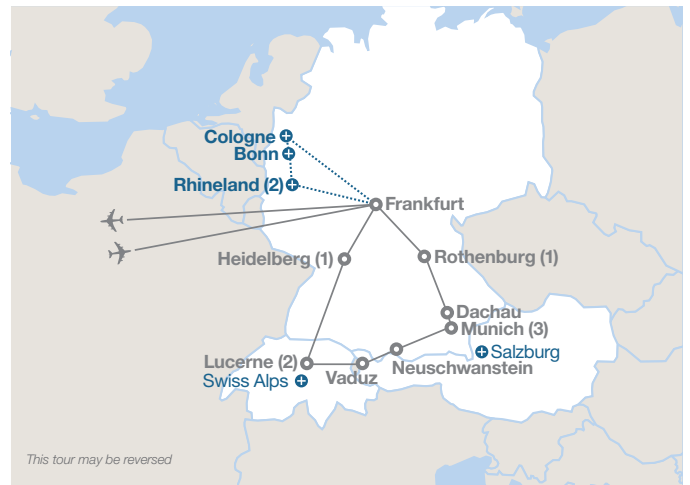 Cologne
Bonn
Rhineland (2)
Frankfurt
Heidelberg (1)
Rothenburg (1)
Dachau
Munich (3)
Salzburg
Neuschwanstein
Lucerne (2)
Vaduz
Swiss Alps
This tour may be reversed